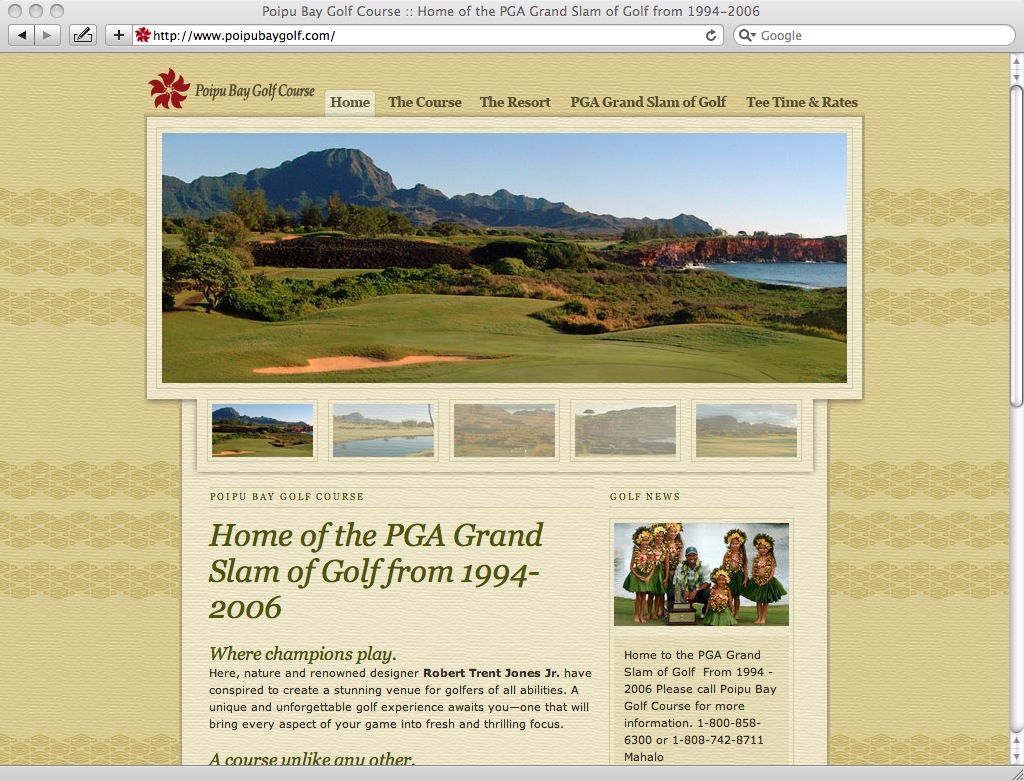 Poipu Bay Golf Course :: Home of the PGA Grand Slam of Golf from 1994-2006
http://www.poipubaygolf.com/
Google
Poipu Bay Golf Course
Home The Course The Resort PGA Grand Slam of Golf Tee Time & Rates
POIPU BAY GOLF COURSE
Home of the PGA Grand
Slam of Golf from 1994-
2006
Where champions play.
Here, nature and renowned designer Robert Trent Jones Jr. have
conspired to create a stunning venue for golfers of all abilities. A
unique and unforgettable golf experience awaits you—one that will
bring every aspect of your game into fresh and thrilling focus.
A course unlike any other.
GOLF NEWS
Home to the PGA Grand
Slam of Golf From 1994 -
2006 Please call Poipu Bay
Golf Course for more
information. 1-800-858-
6300 or 1-808-742-8711
Mahalo